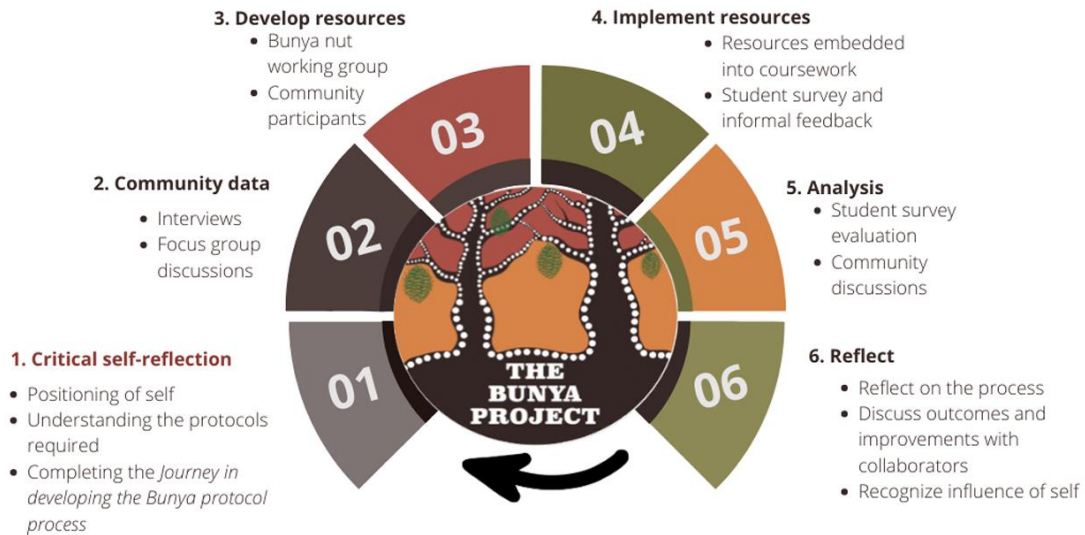 3. Develop resources
• Bunya nut
working group
• Community
participants
4. Implement resources
• Resources embedded
into coursework
• Student survey and
informal feedback
2. Community data
• Interviews
• Focus group
discussions
5. Analysis
• Student survey
evaluation
• Community
discussions
1. Critical self-reflection
• Positioning of self
• Understanding the protocols
required
• Completing the Journey in
developing the Bunya protocol
process
6. Reflect
• Reflect on the process
• Discuss outcomes and
improvements with
collaborators
• Recognize influence of self
01
02
03
04
05
06
THE
BUNYA
PROJECT